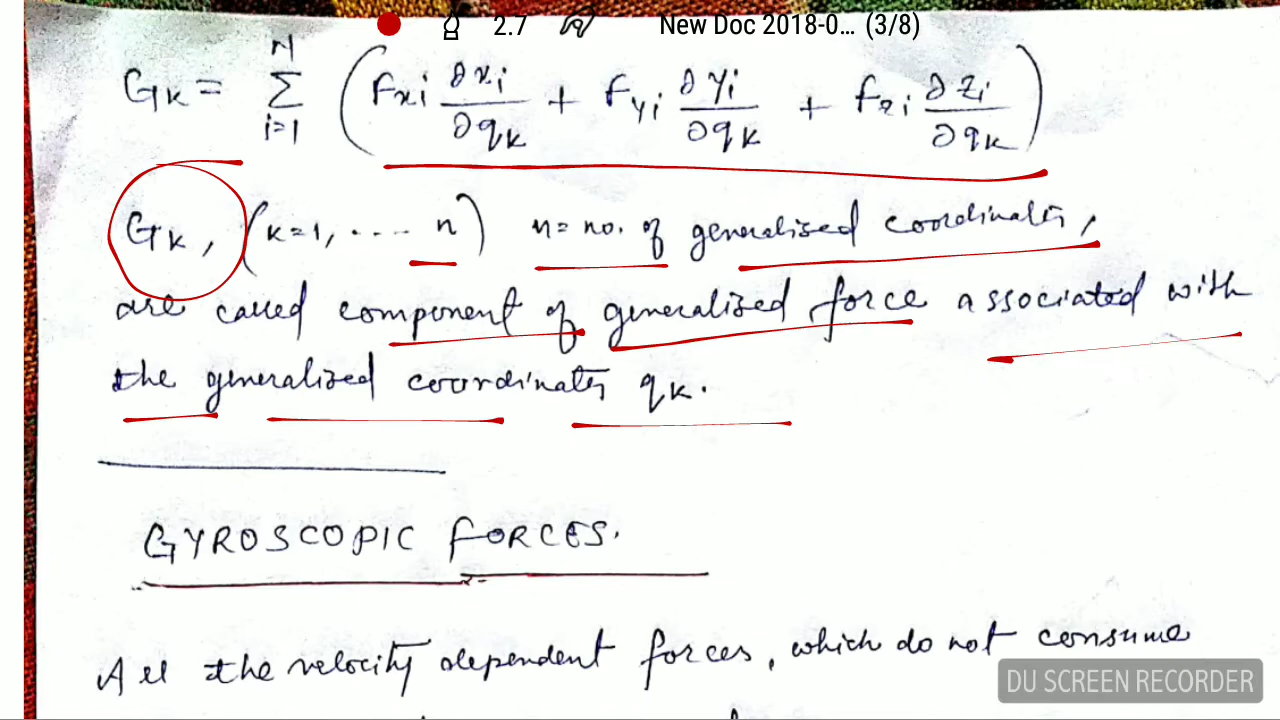 2.7 New Doc 2018-0... (3/8)
Gk = N∑i=1 (Fxi ∂xi/∂qk + Fyi ∂yi/∂qk + Fzi ∂zi/∂qk)
Gk, (k=1, .... n) n = no. of generalised coordinates,
are called component of generalized force associated with
the generalized coordinates qk.
GYROSCOPIC FORCES.
All the velocity dependent forces, which do not consume
DU SCREEN RECORDER